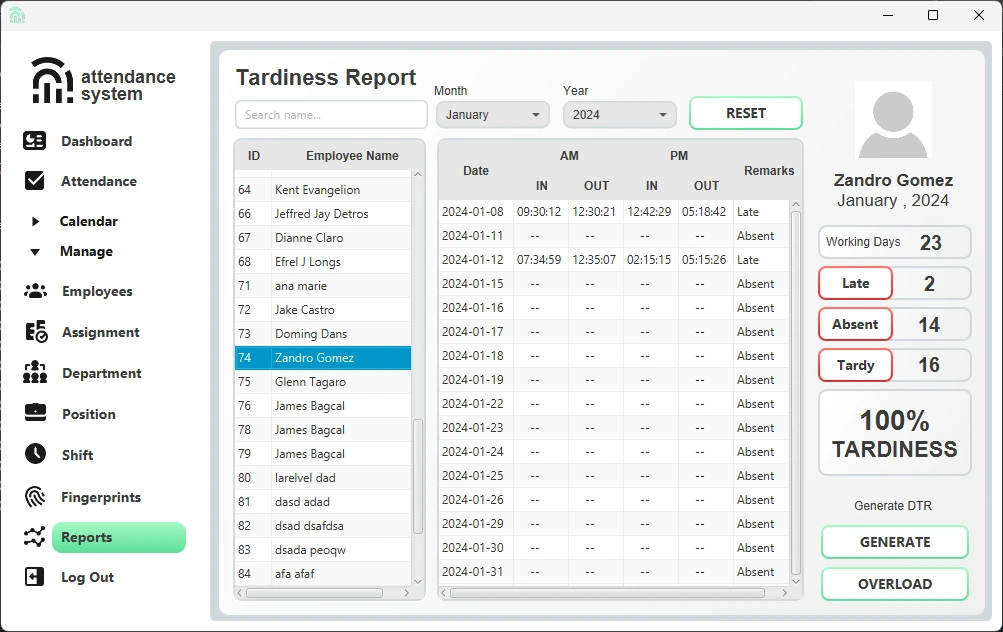 attendance
system
Dashboard
Attendance
Calendar
Manage
Employees
Assignment
Department
Position
Shift
Fingerprints
Reports
Log Out
Tardiness Report
Search name...
Month
January
Year
2024
RESET
ID Employee Name
64 Kent Evangelion
66 Jeffred Jay Detros
67 Dianne Claro
68 Efrel J Longs
71 ana marie
72 Jake Castro
73 Doming Dans
74 Zandro Gomez
75 Glenn Tagaro
76 James Bagcal
78 James Bagcal
79 James Bagcal
80 larelvel dad
81 dasd adad
82 dsad dsafdsa
83 dsada peoqw
84 afa afaf
Date AM PM Remarks
IN OUT IN OUT
2024-01-08 09:30:12 12:30:21 12:42:29 05:18:42 Late
2024-01-11 -- -- -- -- Absent
2024-01-12 07:34:59 12:35:07 02:15:15 05:15:26 Late
2024-01-15 -- -- -- -- Absent
2024-01-16 -- -- -- -- Absent
2024-01-17 -- -- -- -- Absent
2024-01-18 -- -- -- -- Absent
2024-01-19 -- -- -- -- Absent
2024-01-22 -- -- -- -- Absent
2024-01-23 -- -- -- -- Absent
2024-01-24 -- -- -- -- Absent
2024-01-25 -- -- -- -- Absent
2024-01-26 -- -- -- -- Absent
2024-01-29 -- -- -- -- Absent
2024-01-30 -- -- -- -- Absent
2024-01-31 -- -- -- -- Absent
Zandro Gomez
January , 2024
Working Days 23
Late 2
Absent 14
Tardy 16
100%
TARDINESS
Generate DTR
GENERATE
OVERLOAD